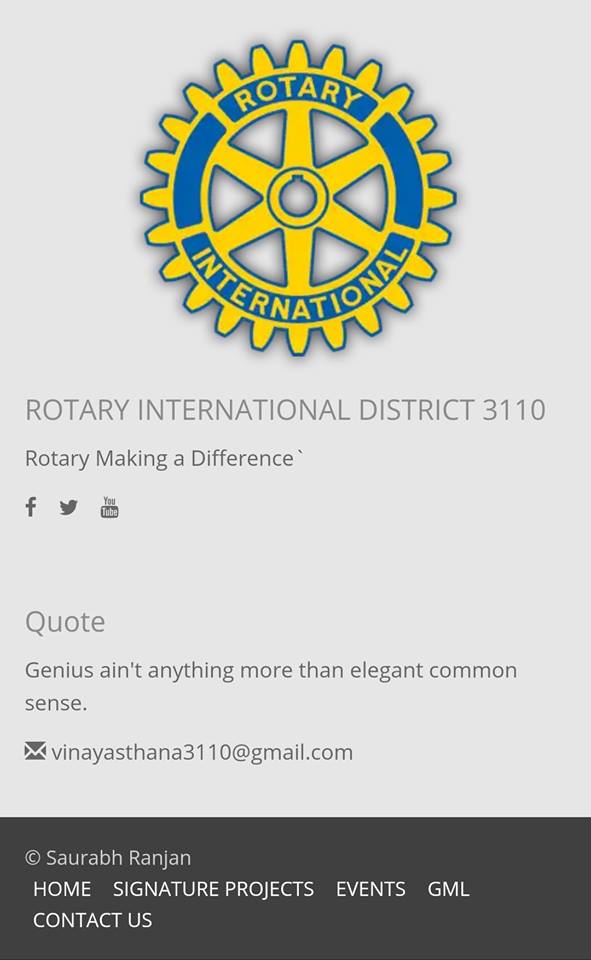 ROTARY
INTERNATIONAL
ROTARY INTERNATIONAL DISTRICT 3110
Rotary Making a Difference`
You
Tube
Quote
Genius ain't anything more than elegant common
sense.
vinayasthana3110@gmail.com
© Saurabh Ranjan
HOME SIGNATURE PROJECTS EVENTS GML
CONTACT US